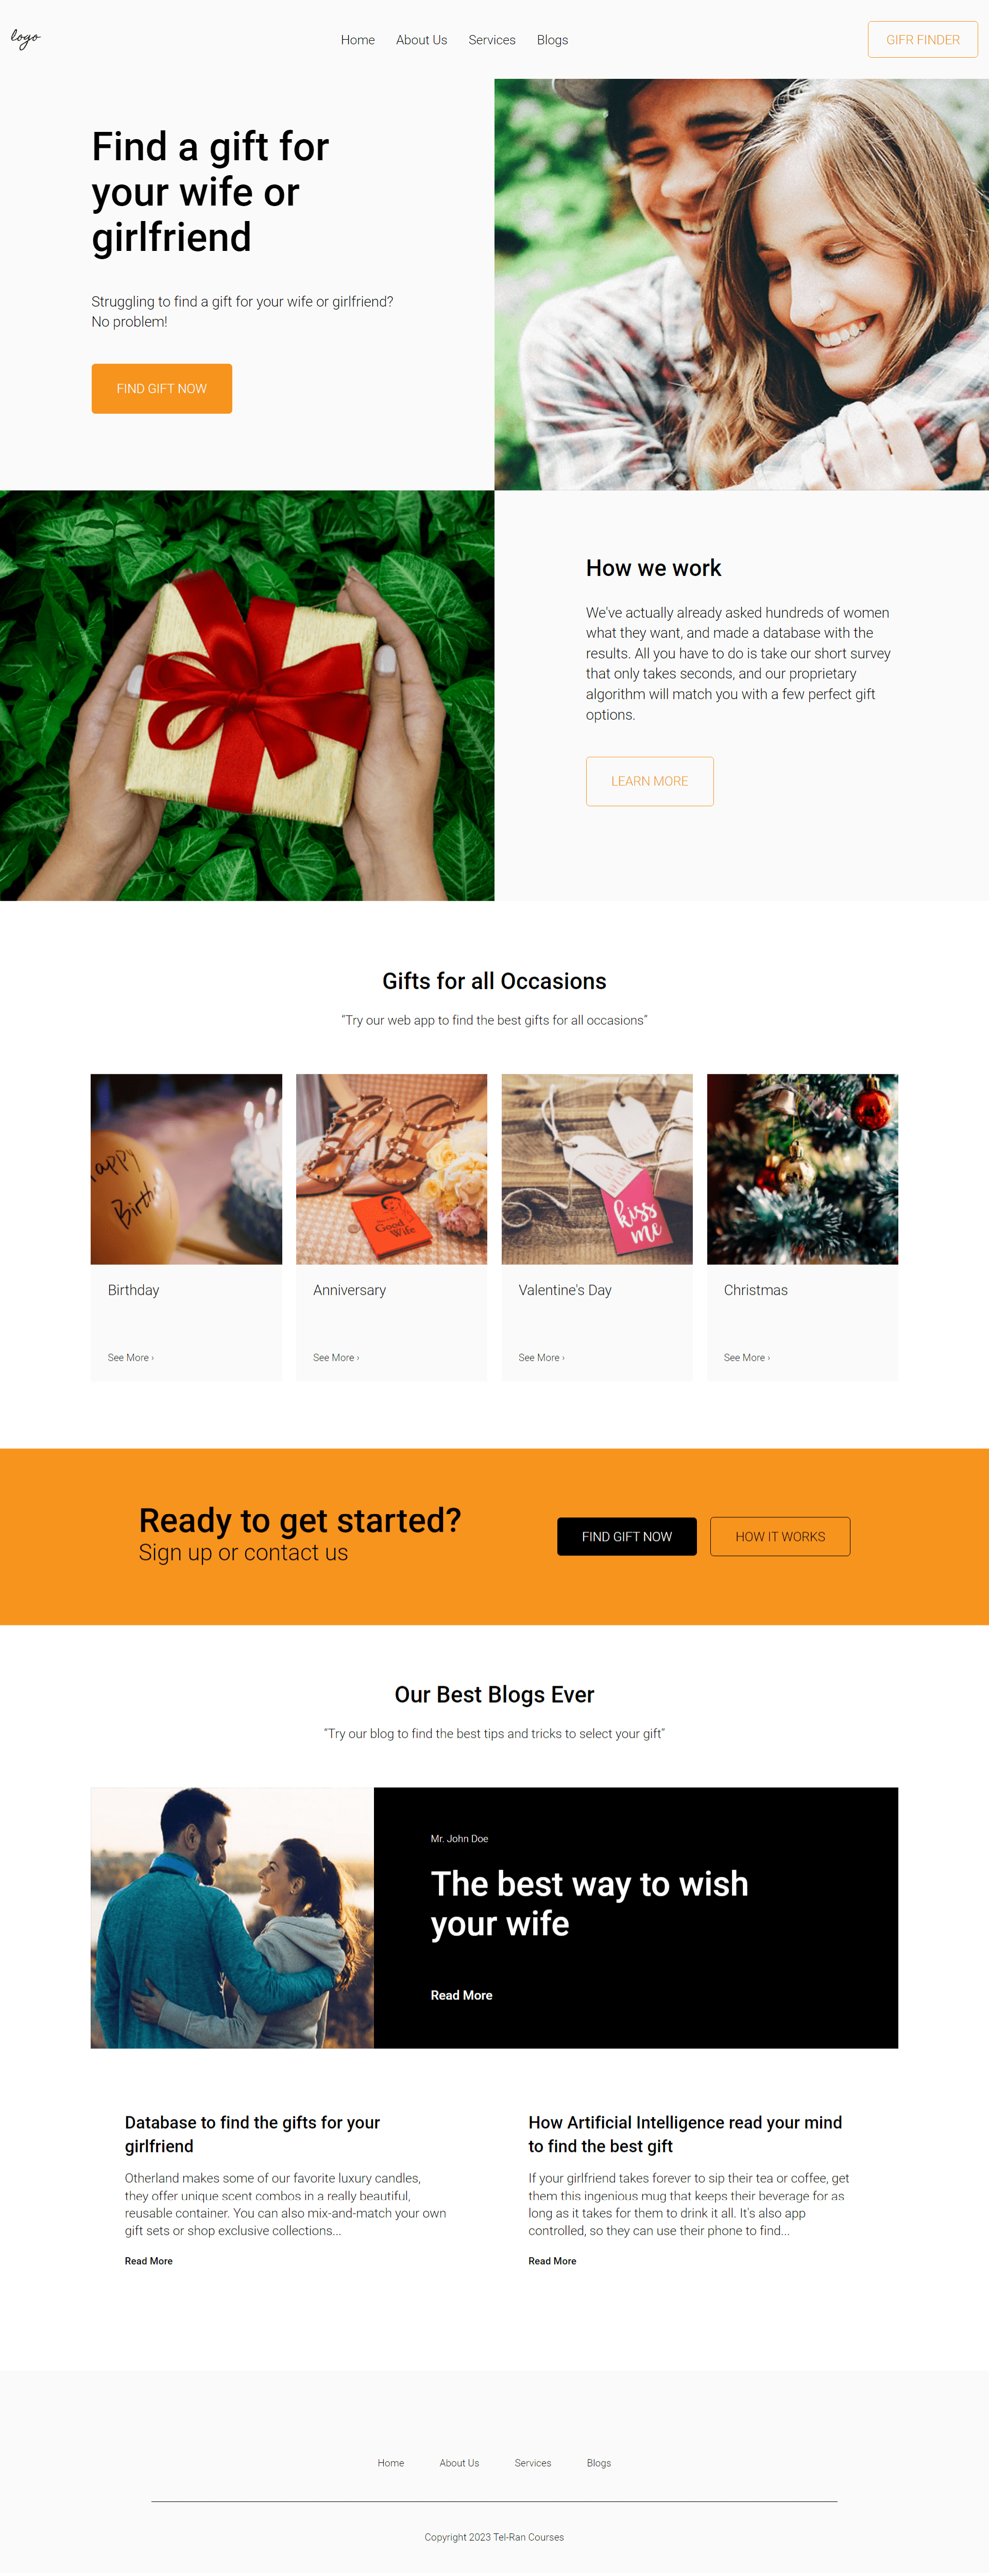 logo
Home About Us Services Blogs
GIFR FINDER
Find a gift for
your wife or
girlfriend
Struggling to find a gift for your wife or girlfriend?
No problem!
FIND GIFT NOW
How we work
We've actually already asked hundreds of women
what they want, and made a database with the
results. All you have to do is take our short survey
that only takes seconds, and our proprietary
algorithm will match you with a few perfect gift
options.
LEARN MORE
Gifts for all Occasions
“Try our web app to find the best gifts for all occasions”
appy
Birth
Good
Wife
kiss
me
Birthday
See More ›
Anniversary
See More ›
Valentine's Day
See More ›
Christmas
See More ›
Ready to get started?
Sign up or contact us
FIND GIFT NOW
HOW IT WORKS
Our Best Blogs Ever
“Try our blog to find the best tips and tricks to select your gift”
Mr. John Doe
The best way to wish
your wife
Read More
Database to find the gifts for your
girlfriend
Otherland makes some of our favorite luxury candles,
they offer unique scent combos in a really beautiful,
reusable container. You can also mix-and-match your own
gift sets or shop exclusive collections...
Read More
How Artificial Intelligence read your mind
to find the best gift
If your girlfriend takes forever to sip their tea or coffee, get
them this ingenious mug that keeps their beverage for as
long as it takes for them to drink it all. It's also app
controlled, so they can use their phone to find...
Read More
Home About Us Services Blogs
Copyright 2023 Tel-Ran Courses